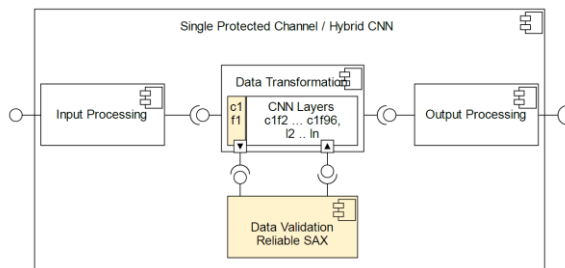 Single Protected Channel / Hybrid CNN
Input Processing
Data Transformation
c1
f1
CNN Layers
c1f2 ... c1f96,
l2 .. ln
Output Processing
Data Validation
Reliable SAX